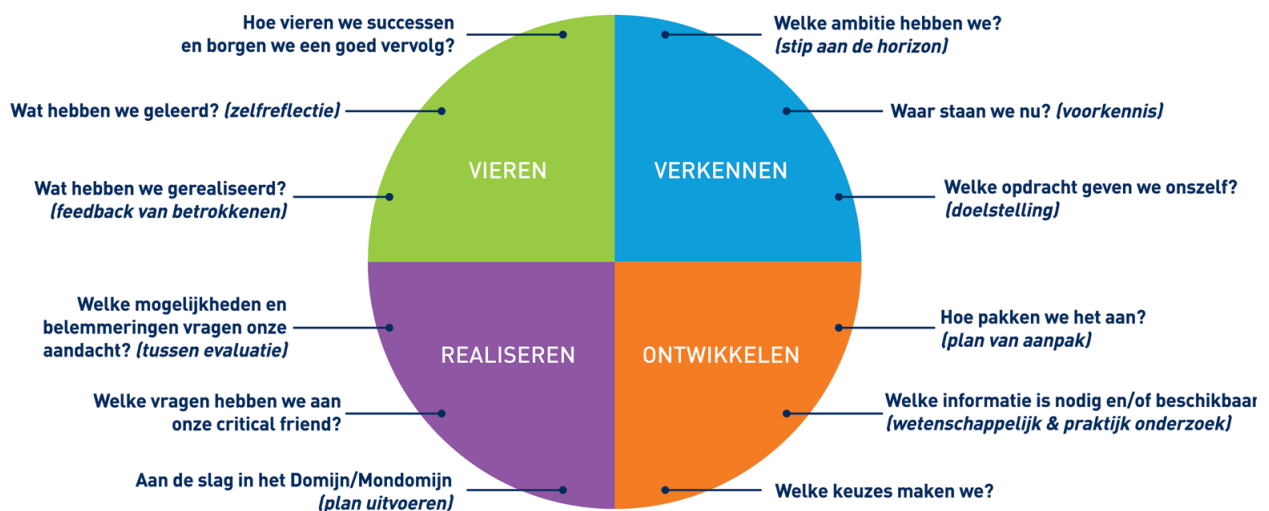 Hoe vieren we successen
en borgen we een goed vervolg?
Wat hebben we geleerd? (zelfreflectie)
Wat hebben we gerealiseerd?
(feedback van betrokkenen)
VIEREN
Welke ambitie hebben we?
(stip aan de horizon)
Waar staan we nu? (voorkennis)
Welke opdracht geven we onszelf?
(doelstelling)
VERKENNEN
Welke mogelijkheden en
belemmeringen vragen onze
aandacht? (tussen evaluatie)
Welke vragen hebben we aan
onze critical friend?
Aan de slag in het Domijn/Mondomijn
(plan uitvoeren)
REALISEREN
Hoe pakken we het aan?
(plan van aanpak)
Welke informatie is nodig en/of beschikbaar
(wetenschappelijk & praktijk onderzoek)
Welke keuzes maken we?
ONTWIKKELEN